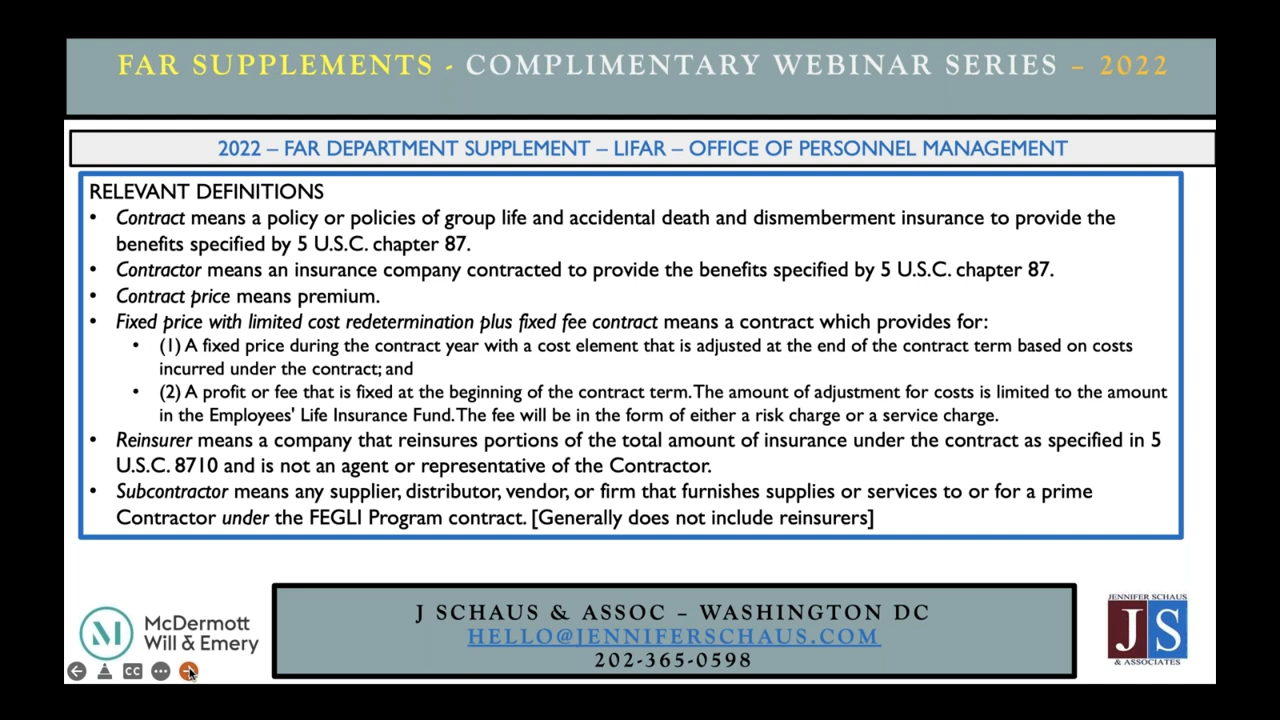 FAR SUPPLEMENTS - COMPLIMENTARY WEBINAR SERIES – 2022
2022 – FAR DEPARTMENT SUPPLEMENT – LIFAR – OFFICE OF PERSONNEL MANAGEMENT
RELEVANT DEFINITIONS
• Contract means a policy or policies of group life and accidental death and dismemberment insurance to provide the
benefits specified by 5 U.S.C. chapter 87.
• Contractor means an insurance company contracted to provide the benefits specified by 5 U.S.C. chapter 87.
• Contract price means premium.
• Fixed price with limited cost redetermination plus fixed fee contract means a contract which provides for:
• (1) A fixed price during the contract year with a cost element that is adjusted at the end of the contract term based on costs
incurred under the contract; and
• (2) A profit or fee that is fixed at the beginning of the contract term. The amount of adjustment for costs is limited to the amount
in the Employees' Life Insurance Fund. The fee will be in the form of either a risk charge or a service charge.
• Reinsurer means a company that reinsures portions of the total amount of insurance under the contract as specified in 5
U.S.C. 8710 and is not an agent or representative of the Contractor.
• Subcontractor means any supplier, distributor, vendor, or firm that furnishes supplies or services to or for a prime
Contractor under the FEGLI Program contract. [Generally does not include reinsurers]
M
McDermott
Will & Emery
CC
J SCHAUS & ASSOC – WASHINGTON DC
HELLO@JENNIFERSCHAUS.COM
202-365-0598
JENNIFER SCHAUS
JS
& ASSOCIATES